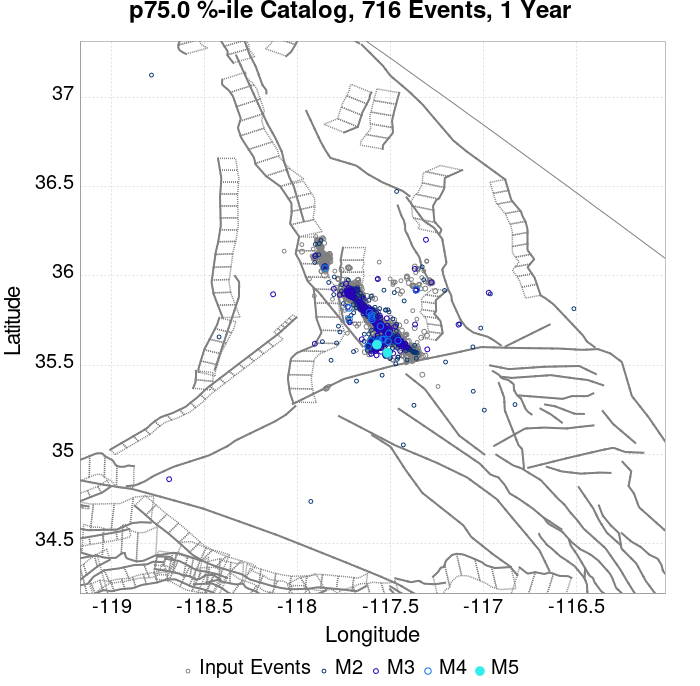 p75.0 %-ile Catalog, 716 Events, 1 Year
37
36.5
36
35.5
35
34.5
Latitude
-119 -118.5 -118 -117.5 -117 -116.5
Longitude
Input Events M2 M3 M4 M5